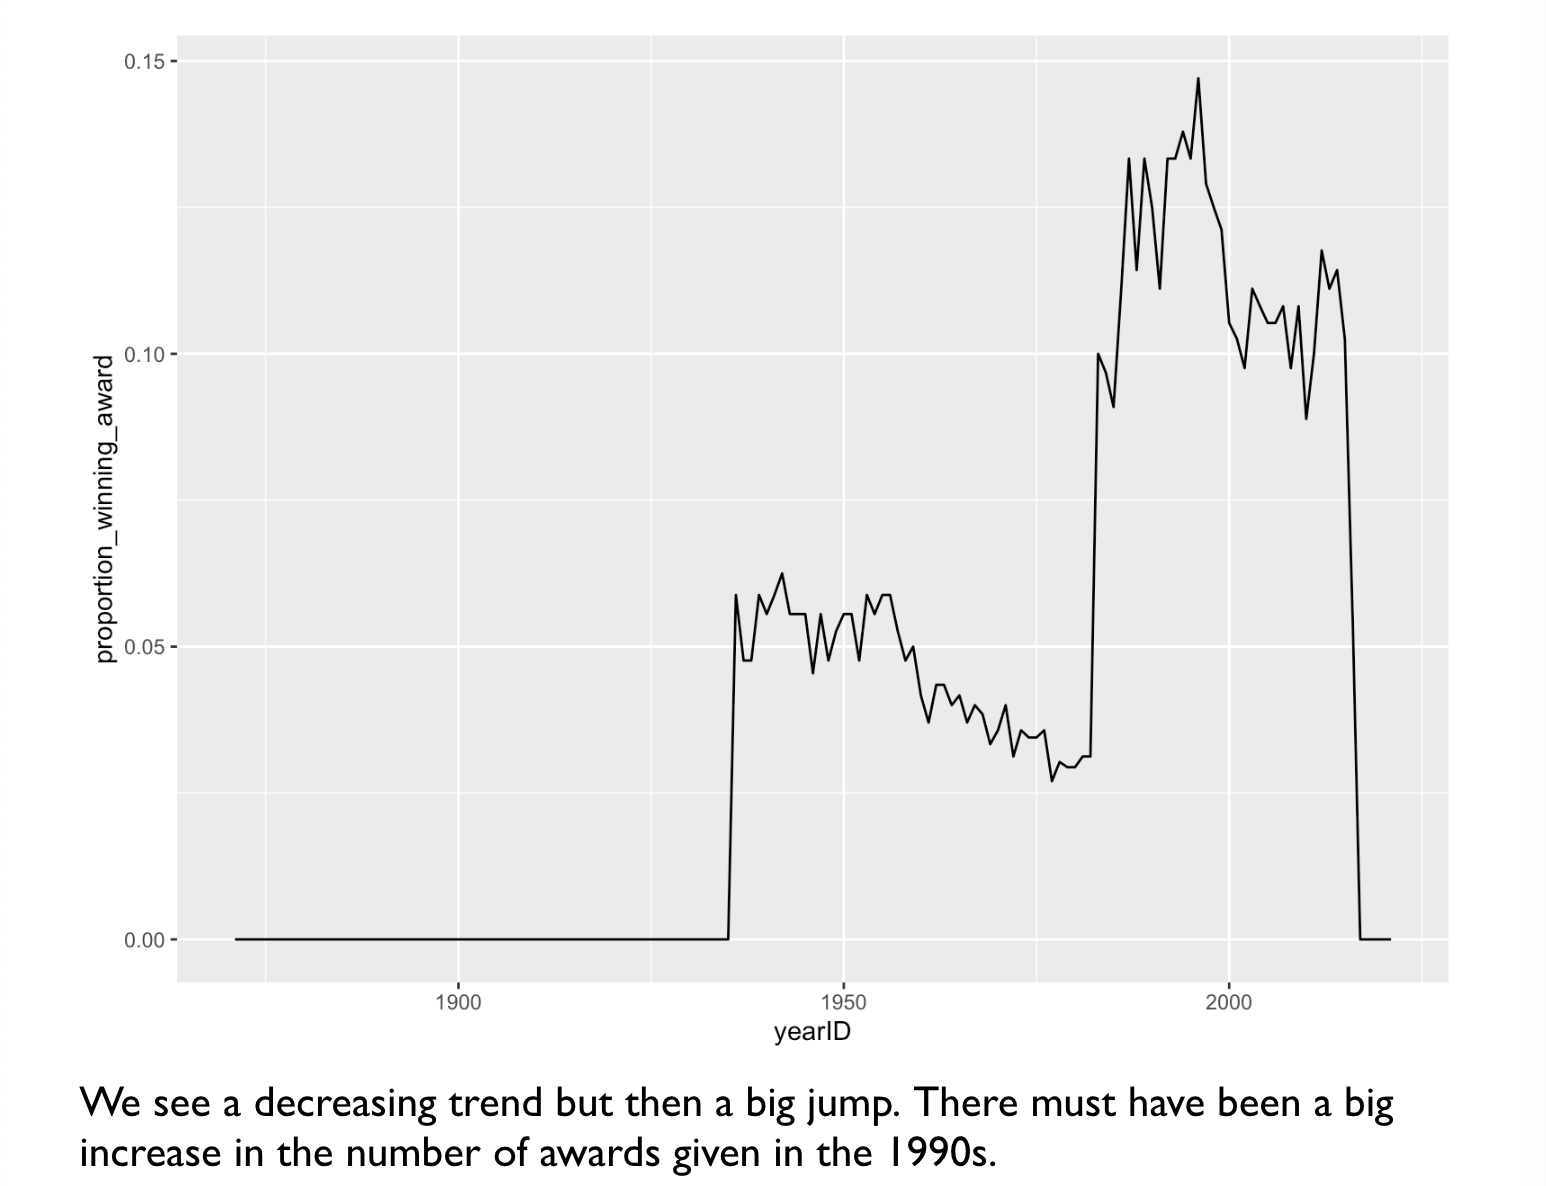 0.15
0.10
0.05
0.00
proportion_winning_award
1900
1950
2000
yearID
We see a decreasing trend but then a big jump. There must have been a big
increase in the number of awards given in the 1990s.